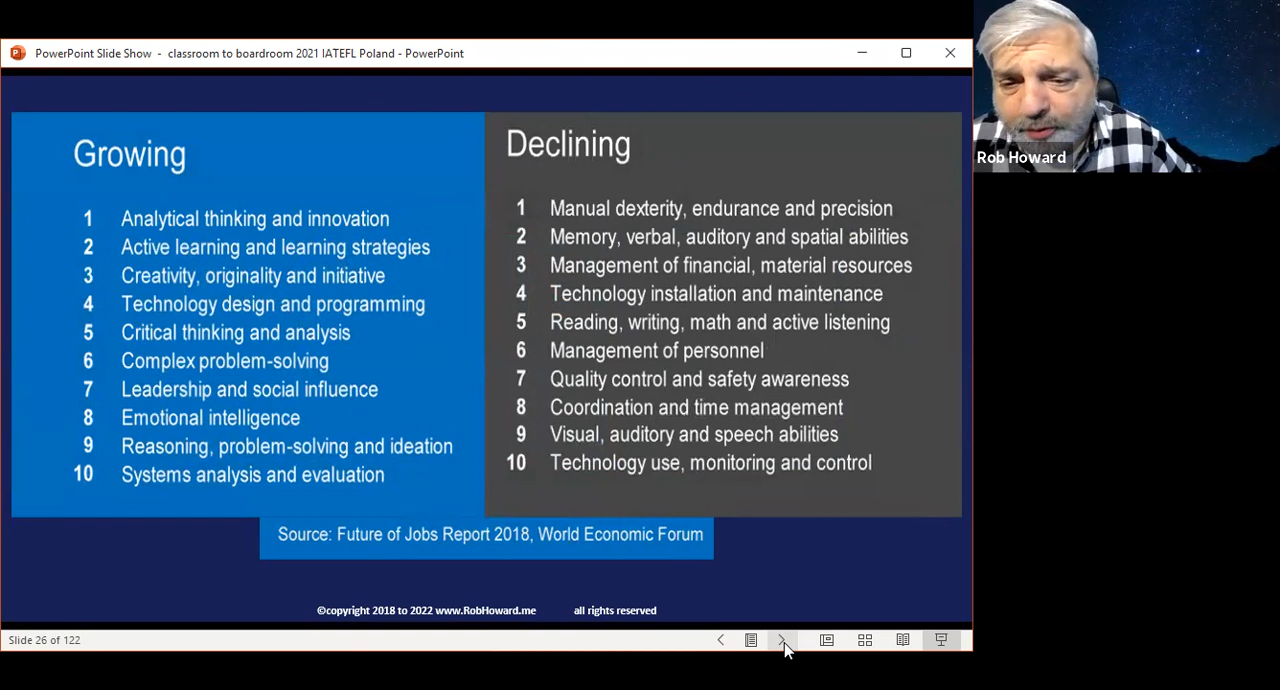 PowerPoint Slide Show - classroom to boardroom 2021 IATEFL Poland - PowerPoint
Growing
1 Analytical thinking and innovation
2 Active learning and learning strategies
3 Creativity, originality and initiative
4 Technology design and programming
5 Critical thinking and analysis
6 Complex problem-solving
7 Leadership and social influence
8 Emotional intelligence
9 Reasoning, problem-solving and ideation
10 Systems analysis and evaluation
Declining
1 Manual dexterity, endurance and precision
2 Memory, verbal, auditory and spatial abilities
3 Management of financial, material resources
4 Technology installation and maintenance
5 Reading, writing, math and active listening
6 Management of personnel
7 Quality control and safety awareness
8 Coordination and time management
9 Visual, auditory and speech abilities
10 Technology use, monitoring and control
Source: Future of Jobs Report 2018, World Economic Forum
©copyright 2018 to 2022 www.RobHoward.me all rights reserved
Slide 26 of 122
Rob Howard